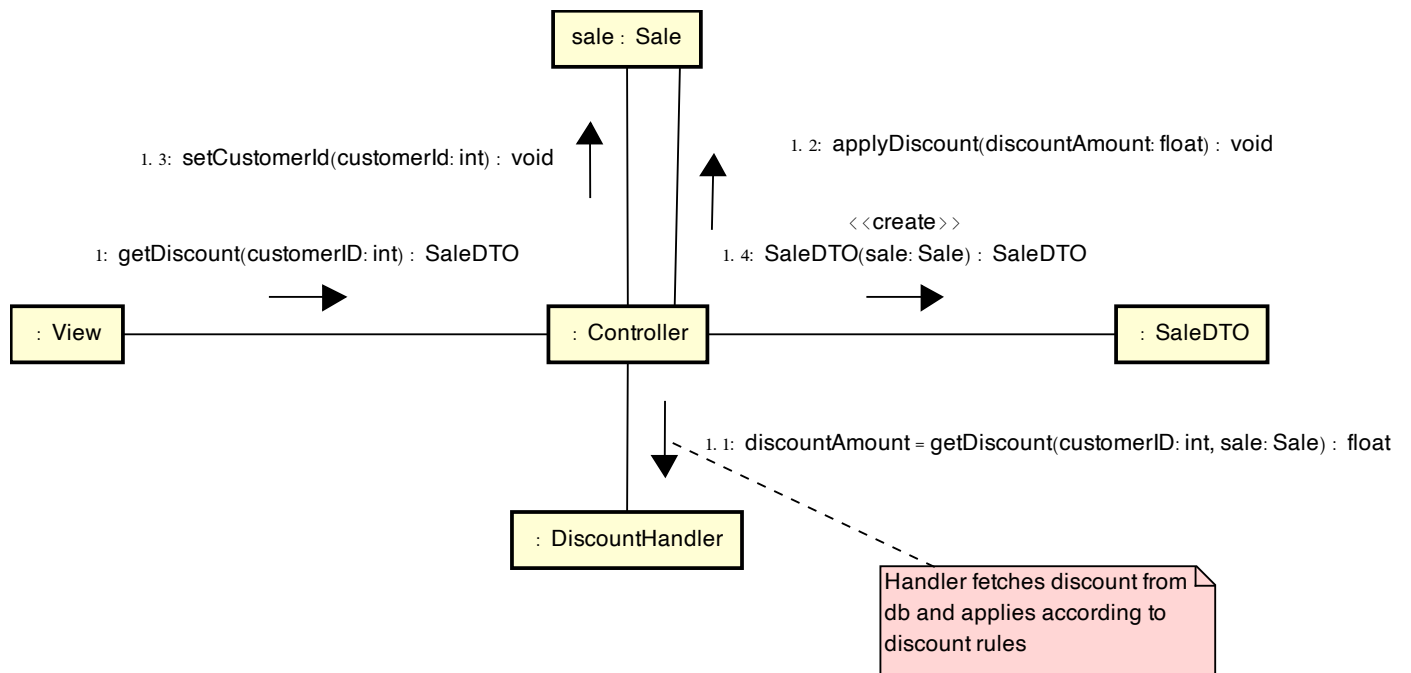 sale : Sale
1. 3: setCustomerId(customerId: int) : void
1. 2: applyDiscount(discountAmount: float) : void
1: getDiscount(customerID: int) : SaleDTO
<<create>>
1. 4: SaleDTO(sale: Sale) : SaleDTO
: View
: Controller
: SaleDTO
1. 1: discountAmount = getDiscount(customerID: int, sale: Sale) : float
: DiscountHandler
Handler fetches discount from
db and applies according to
discount rules